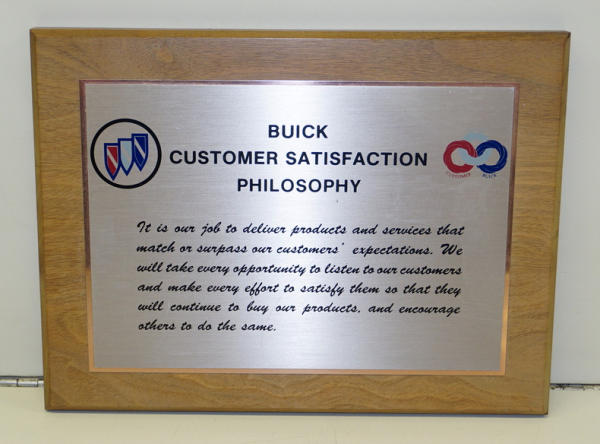 BUICK
CUSTOMER SATISFACTION
PHILOSOPHY
CUSTOMER BUICK
It is our job to deliver products and services that
match or surpass our customers' expectations. We
will take every opportunity to listen to our customers
and make every effort to satisfy them so that they
will continue to buy our products, and encourage
others to do the same.